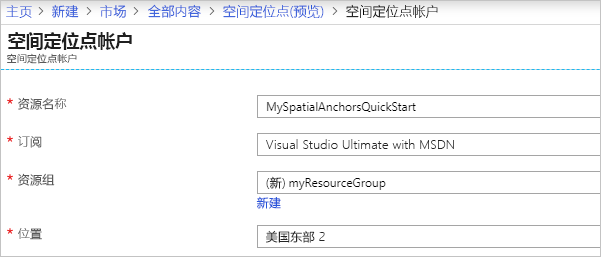 主页 > 新建 > 市场 > 全部内容 > 空间定位点(预览) > 空间定位点帐户
空间定位点帐户
空间定位点帐户
* 资源名称 MySpatialAnchorsQuickStart
* 订阅 Visual Studio Ultimate with MSDN
* 资源组 (新) myResourceGroup
新建
* 位置 美国东部 2